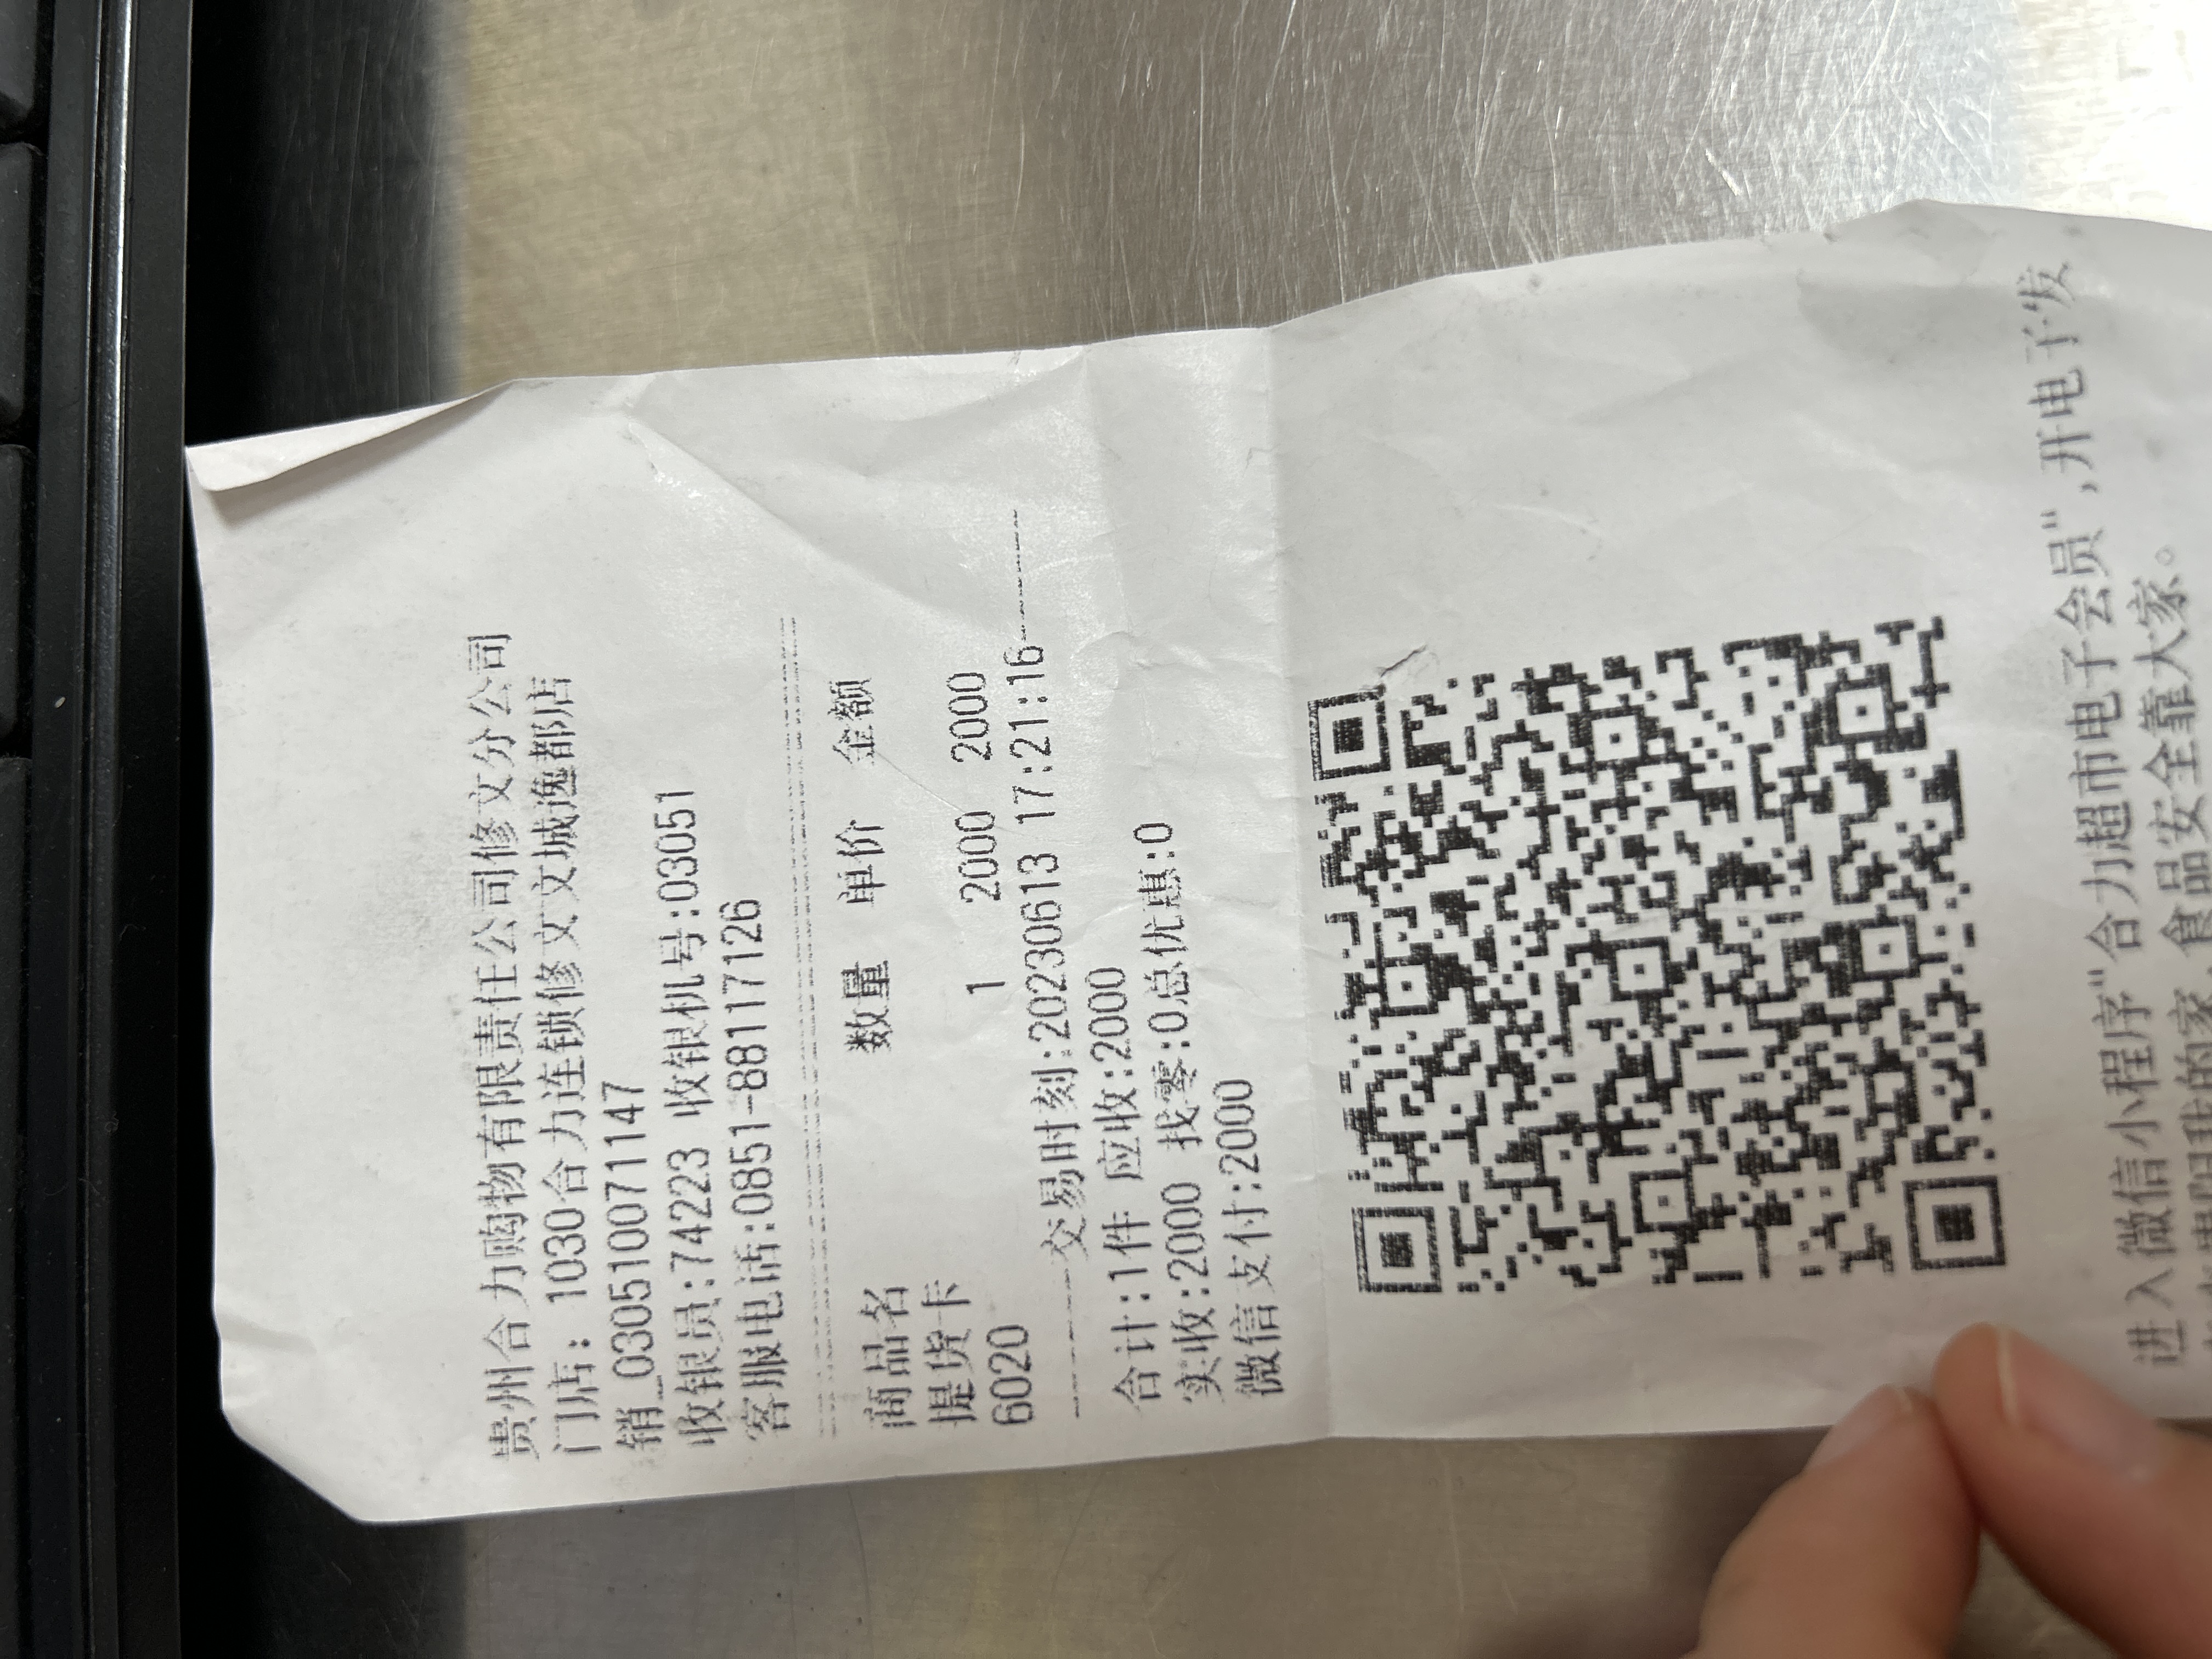 贵州合力购物有限责任公司修文分公司
门店: 1030合力连锁修文文城逸都店
销_030510071147
收银员:74223 收银机号:03051
客服电话:0851-88117126
商品名 数量 单价 金额
提货卡
6020 1 2000 2000
交易时刻:20230613 17:21:16
合计:1件 应收:2000
实收:2000 找零:0总优惠:0
微信支付:2000
进入微信小程序"合力超市电子会员",开电子发
贵阳我的家,食品安全靠大家。